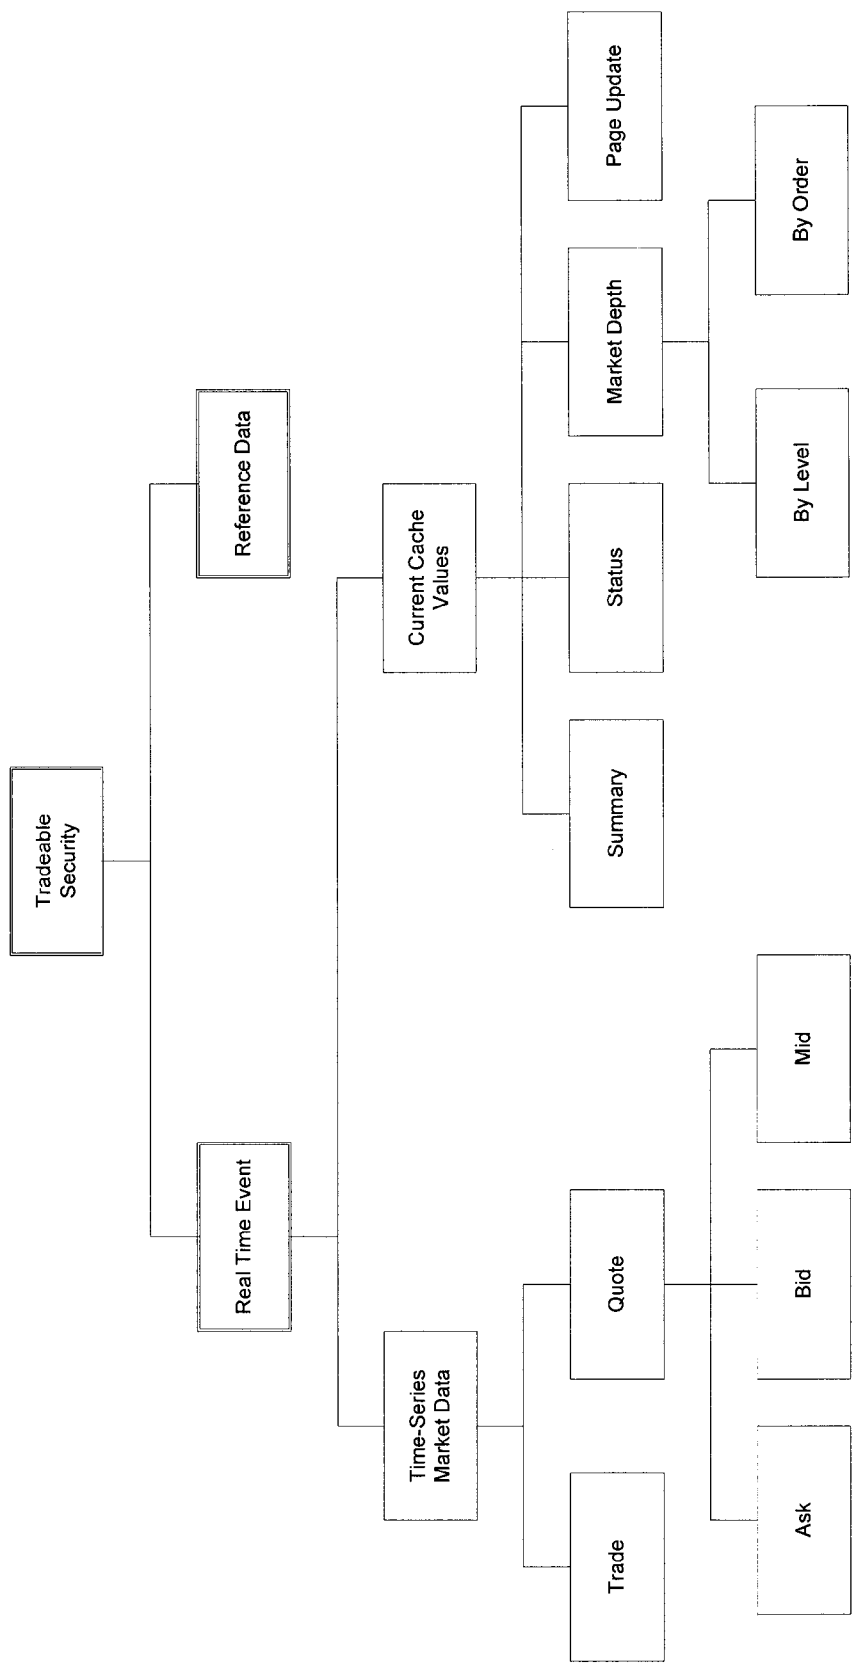 Tradeable
Security
Real Time Event
Reference Data
Time-Series
Market Data
Current Cache
Values
Trade
Quote
Summary
Status
Market Depth
Page Update
Ask
Bid
Mid
By Level
By Order